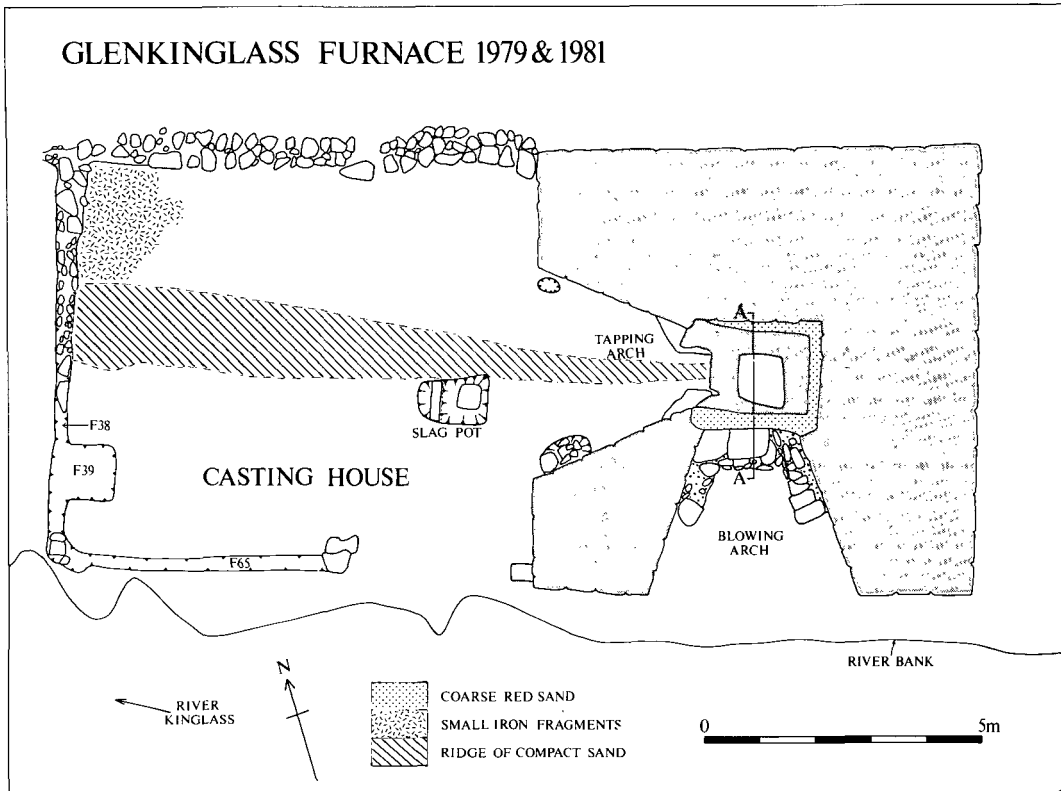 GLENKINGLASS FURNACE 1979 & 1981
A
TAPPING
ARCH
F38
SLAG POT
F39
CASTING HOUSE
A
BLOWING
ARCH
F65
RIVER BANK
N
RIVER
KINGLASS
COARSE RED SAND
SMALL IRON FRAGMENTS
RIDGE OF COMPACT SAND
0 5m